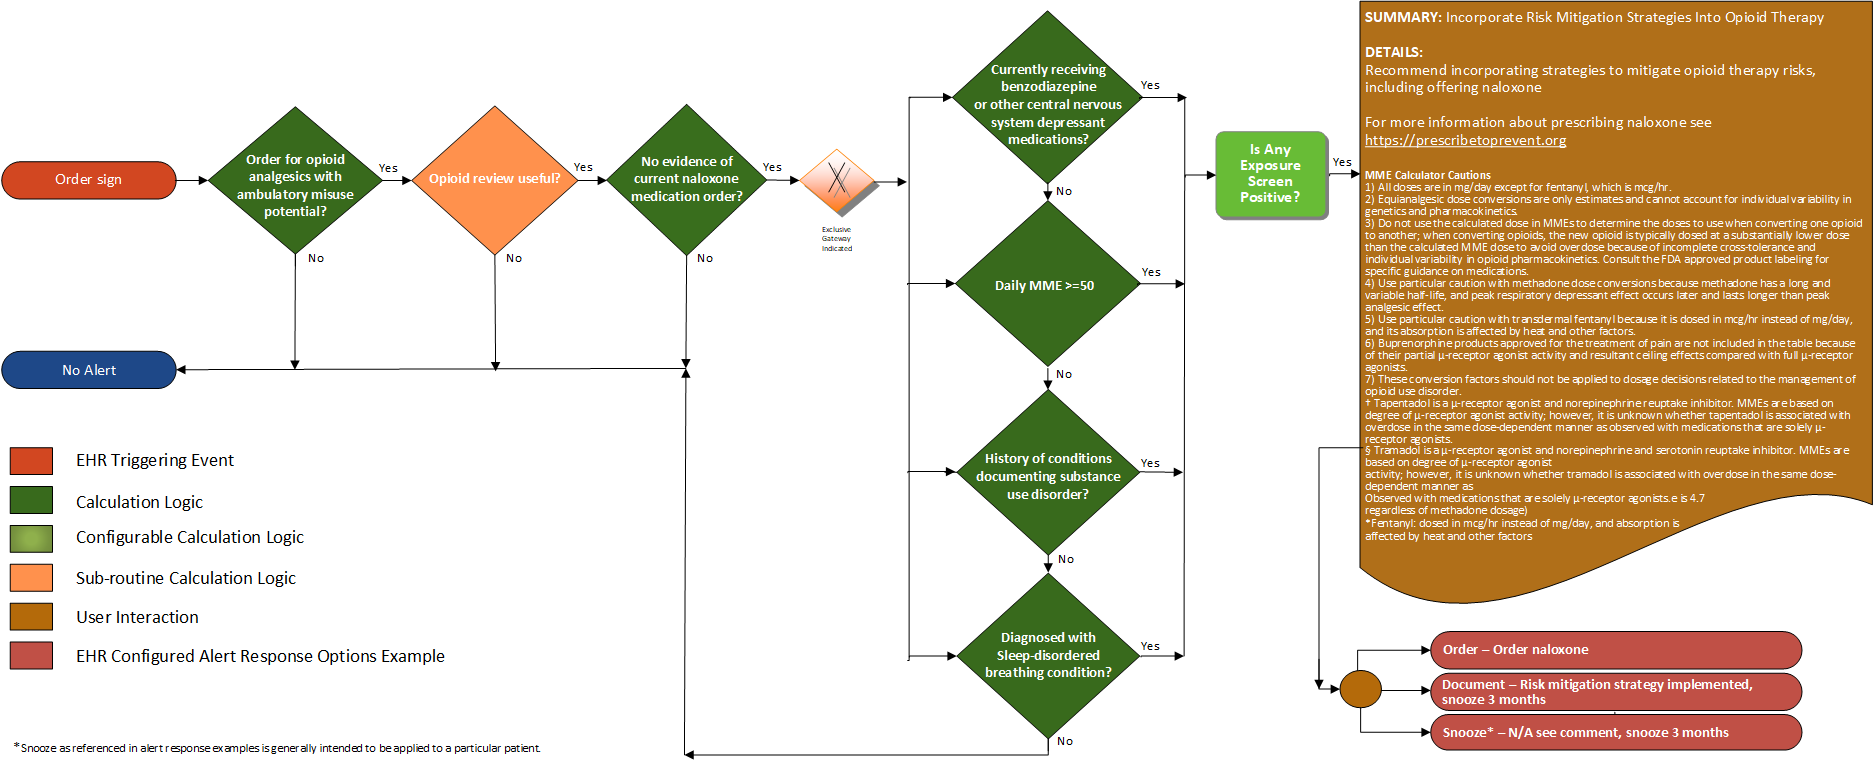 Order sign
Order for opioid
analgesics with
ambulatory misuse
potential?
Yes
No
Opioid review useful?
Yes
No
No evidence of
current naloxone
medication order?
Yes
No
Exclusive
Gateway
Indicated
No Alert
Currently receiving
benzodiazepine
or other central nervous
system depressant
medications?
Yes
No
Daily MME >=50
Yes
No
History of conditions
documenting substance
use disorder?
Yes
No
Diagnosed with
Sleep-disordered
breathing condition?
Yes
No
Is Any
Exposure
Screen
Positive?
Yes
SUMMARY: Incorporate Risk Mitigation Strategies Into Opioid Therapy
DETAILS:
Recommend incorporating strategies to mitigate opioid therapy risks,
including offering naloxone
For more information about prescribing naloxone see
https://prescribetoprevent.org
MME Calculator Cautions
1) All doses are in mg/day except for fentanyl, which is mcg/hr.
2) Equianalgesic dose conversions are only estimates and cannot account for individual variability in
genetics and pharmacokinetics.
3) Do not use the calculated dose in MMEs to determine the doses to use when converting one opioid
to another; when converting opioids, the new opioid is typically dosed at a substantially lower dose
than the calculated MME dose to avoid overdose because of incomplete cross-tolerance and
individual variability in opioid pharmacokinetics. Consult the FDA approved product labeling for
specific guidance on medications.
4) Use particular caution with methadone dose conversions because methadone has a long and
variable half-life, and peak respiratory depressant effect occurs later and lasts longer than peak
analgesic effect.
5) Use particular caution with transdermal fentanyl because it is dosed in mcg/hr instead of mg/day,
and its absorption is affected by heat and other factors.
6) Buprenorphine products approved for the treatment of pain are not included in the table because
of their partial μ-receptor agonist activity and resultant ceiling effects compared with full μ-receptor
agonists.
7) These conversion factors should not be applied to dosage decisions related to the management of
opioid use disorder.
† Tapentadol is a μ-receptor agonist and norepinephrine reuptake inhibitor. MMEs are based on
degree of μ-receptor agonist activity; however, it is unknown whether tapentadol is associated with
overdose in the same dose-dependent manner as observed with medications that are solely μ-
receptor agonists.
§ Tramadol is a μ-receptor agonist and norepinephrine and serotonin reuptake inhibitor. MMEs are
based on degree of μ-receptor agonist
activity; however, it is unknown whether tramadol is associated with overdose in the same dose-
dependent manner as
Observed with medications that are solely μ-receptor agonists.e is 4.7
regardless of methadone dosage)
*Fentanyl: dosed in mcg/hr instead of mg/day, and absorption is
affected by heat and other factors
Order – Order naloxone
Document – Risk mitigation strategy implemented,
snooze 3 months
Snooze* – N/A see comment, snooze 3 months
EHR Triggering Event
Calculation Logic
Configurable Calculation Logic
Sub-routine Calculation Logic
User Interaction
EHR Configured Alert Response Options Example
*Snooze as referenced in alert response examples is generally intended to be applied to a particular patient.